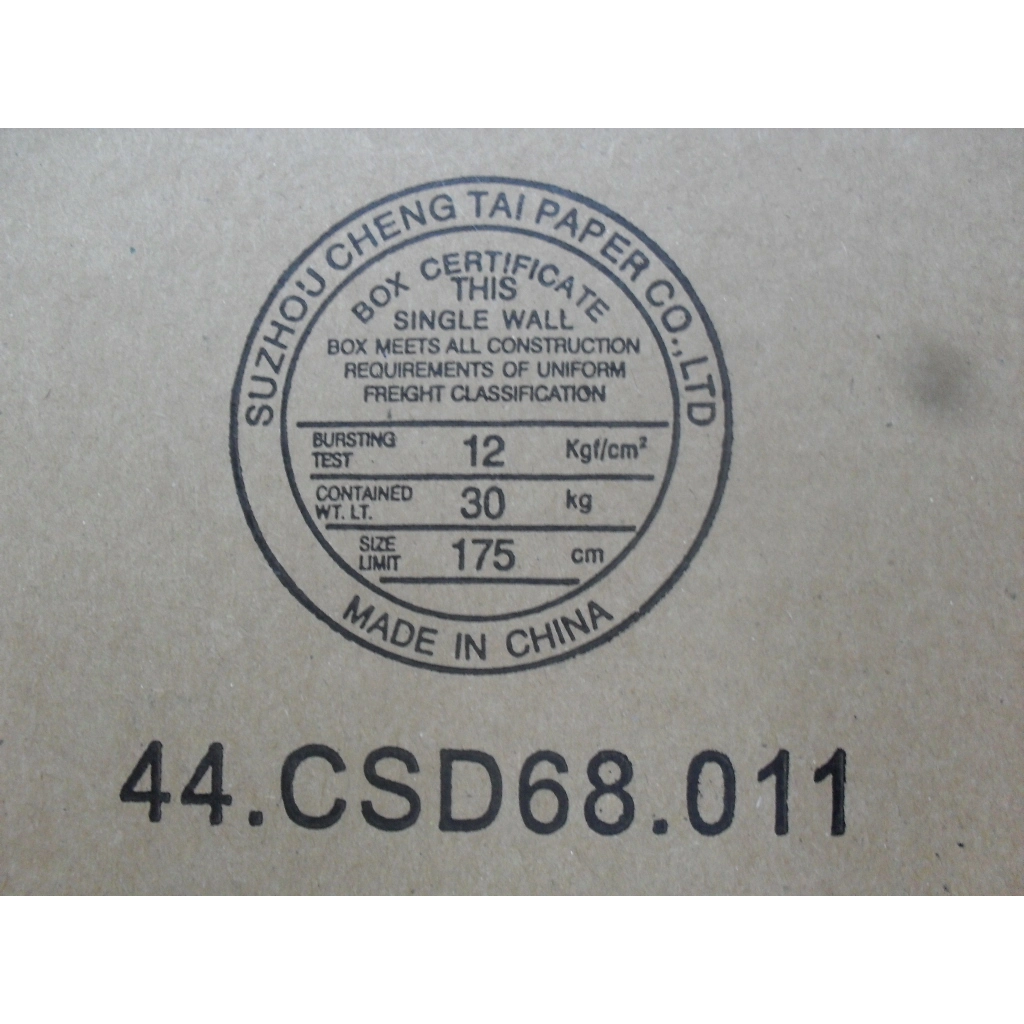 SUZHOU CHENG TAI PAPER CO.,LTD
BOX CERTIFICATE
THIS
SINGLE WALL
BOX MEETS ALL CONSTRUCTION
REQUIREMENTS OF UNIFORM
FREIGHT CLASSIFICATION
BURSTING TEST 12 Kgf/cm²
CONTAINED WT. LT. 30 kg
SIZE LIMIT 175 cm
MADE IN CHINA
44.CSD68.011